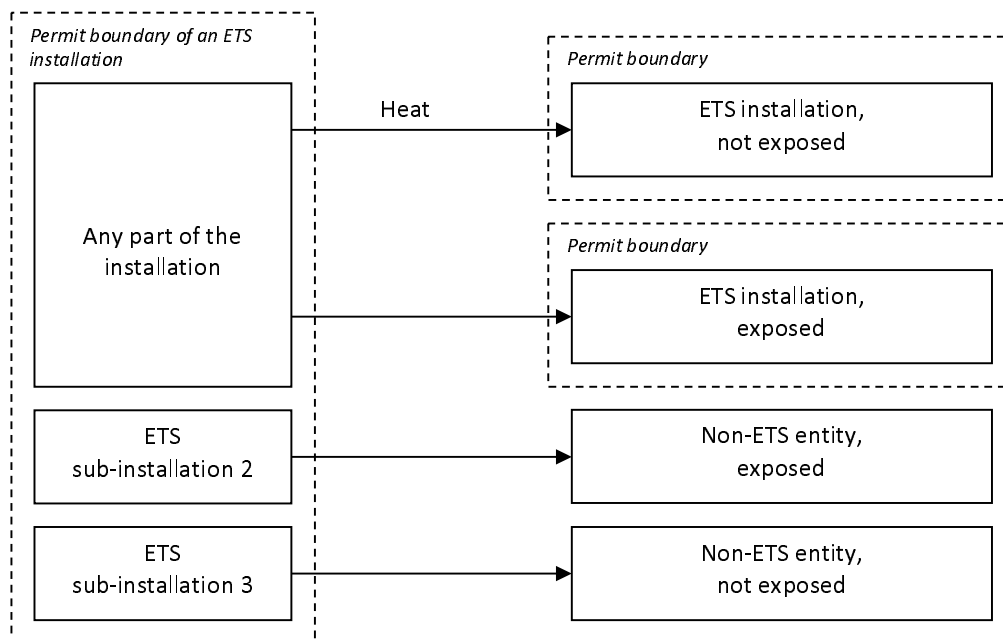 Permit boundary of an ETS
installation
Any part of the
installation
Heat
Permit boundary
ETS installation,
not exposed
Permit boundary
ETS installation,
exposed
ETS
sub-installation 2
Non-ETS entity,
exposed
ETS
sub-installation 3
Non-ETS entity,
not exposed